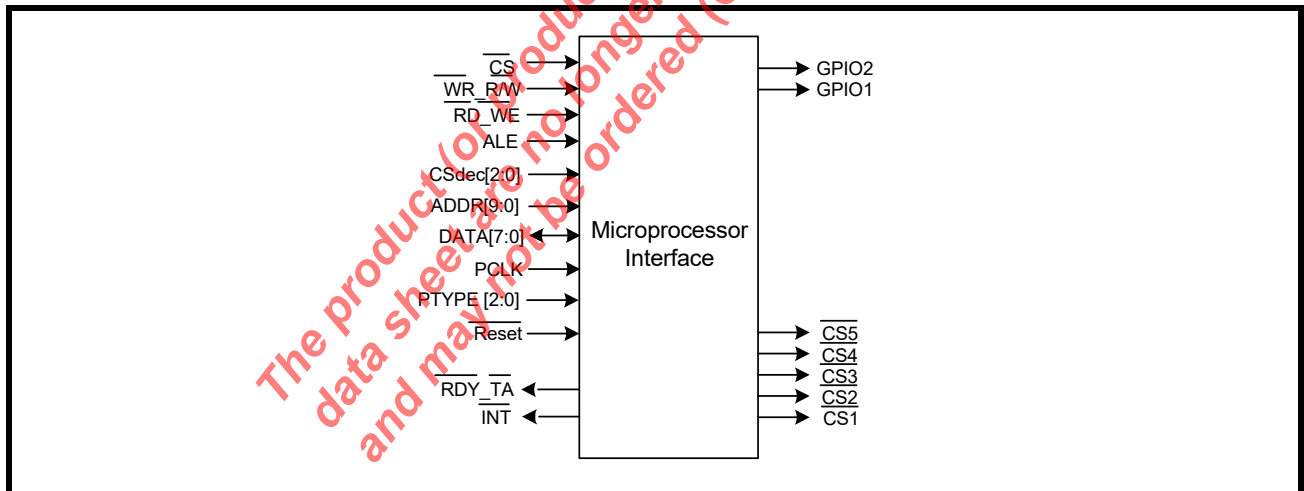 CS
WR_R/W
RD_WE
ALE
CSdec[2:0]
ADDR[9:0]
DATA[7:0]
PCLK
PTYPE [2:0]
Reset
RDY_TA
INT
Microprocessor
Interface
GPIO2
GPIO1
CS5
CS4
CS3
CS2
CS1
The product (or
data sheet are no longer
and may not be ordered